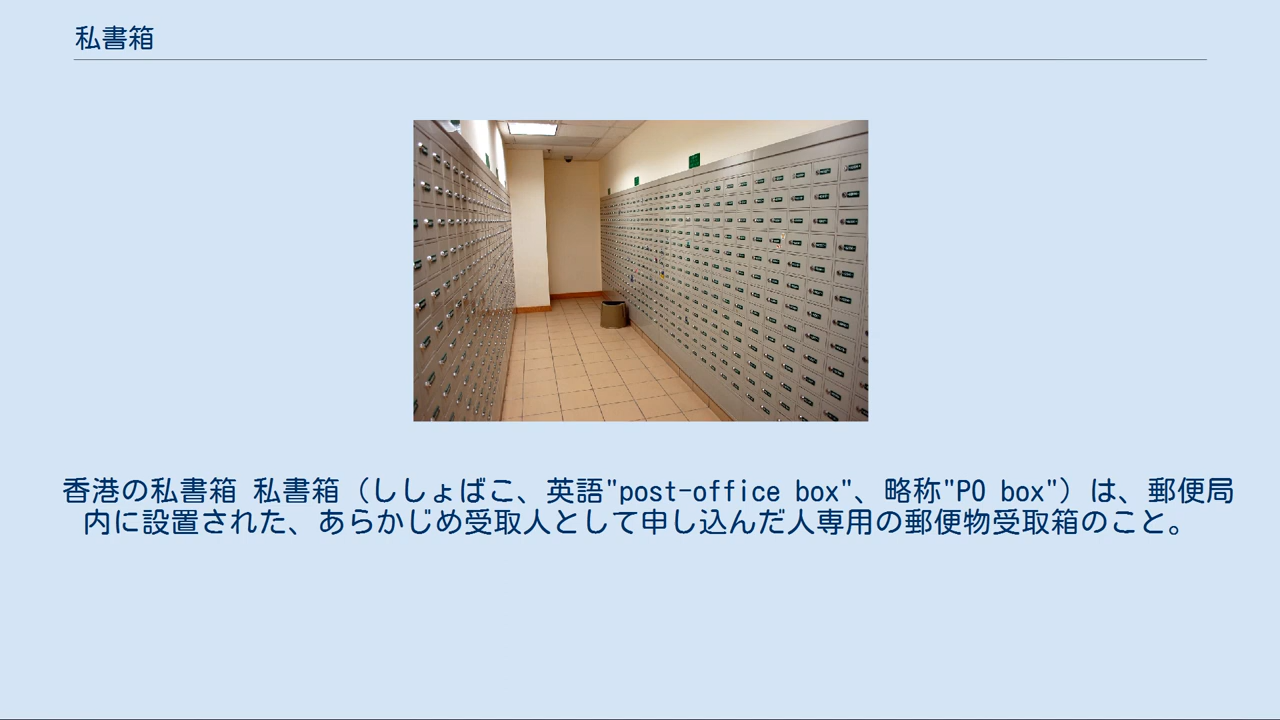 私書箱
香港の私書箱 私書箱（ししょばこ、英語"post-office box"、略称"PO box"）は、郵便局
内に設置された、あらかじめ受取人として申し込んだ人専用の郵便物受取箱のこと。